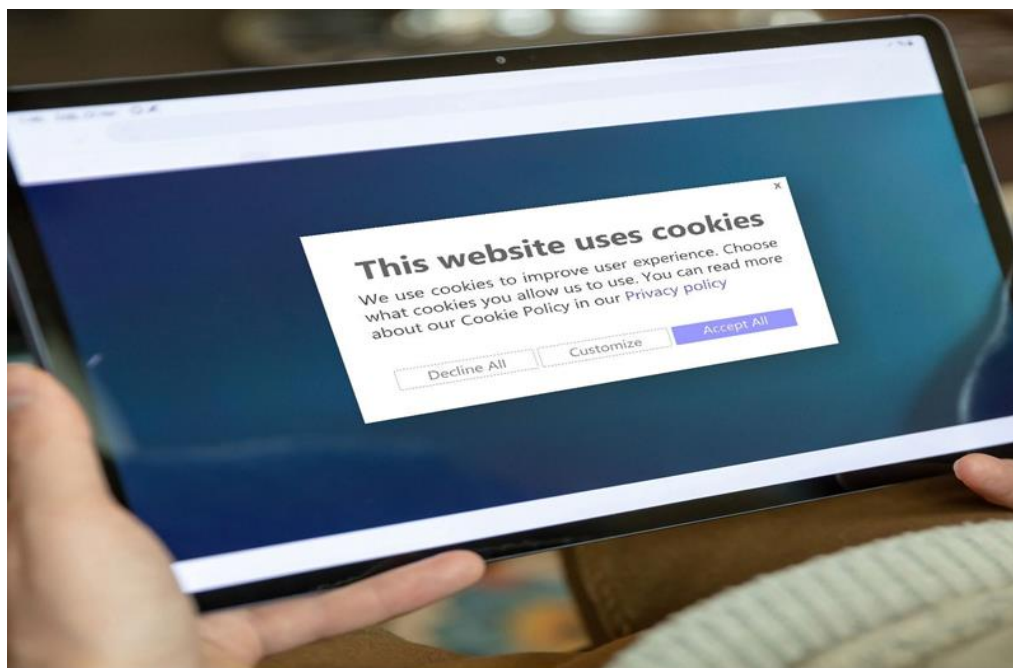 x
This website uses cookies
We use cookies to improve user experience. Choose
what cookies you allow us to use. You can read more
about our Cookie Policy in our Privacy policy
Decline All Customize Accept All